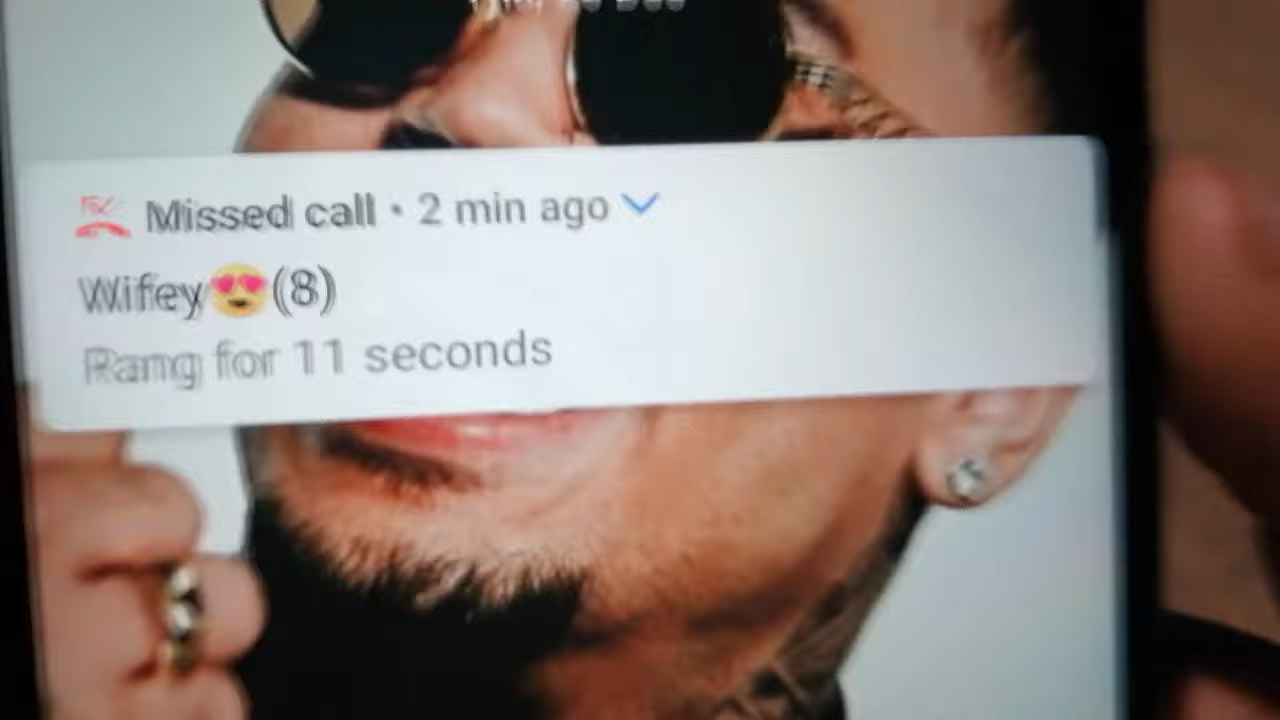 Missed call • 2 min ago
Wifey😍(8)
Rang for 11 seconds